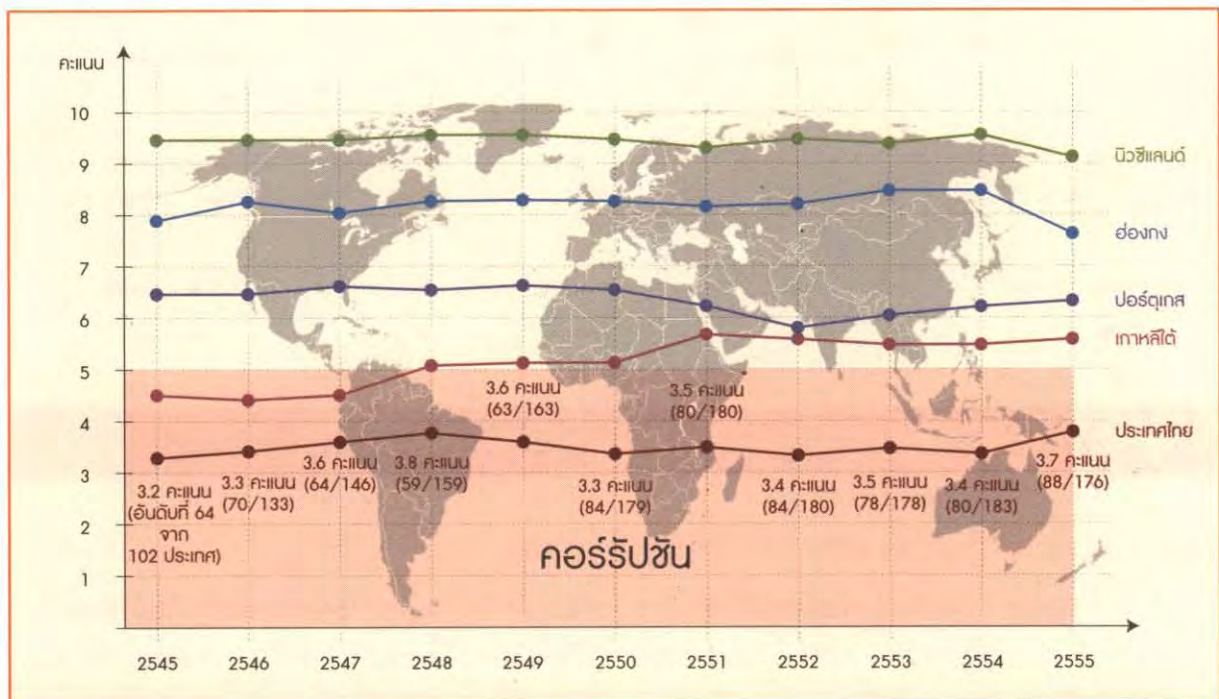 คะแนน
10
9
8
7
6
5
4
3
2
1
นิวซีแลนด์
ฮ่องกง
ปอร์ตุเกส
เกาหลีใต้
ประเทศไทย
3.2 คะแนน
(อันดับที่ 64
จาก
102 ประเทศ)
3.3 คะแนน
(70/133)
3.6 คะแนน
(64/146)
3.8 คะแนน
(59/159)
3.6 คะแนน
(63/163)
3.3 คะแนน
(84/179)
3.5 คะแนน
(80/180)
3.4 คะแนน
(84/180)
3.5 คะแนน
(78/178)
3.4 คะแนน
(80/183)
3.7 คะแนน
(88/176)
คอร์รัปชัน
2545 2546 2547 2548 2549 2550 2551 2552 2553 2554 2555